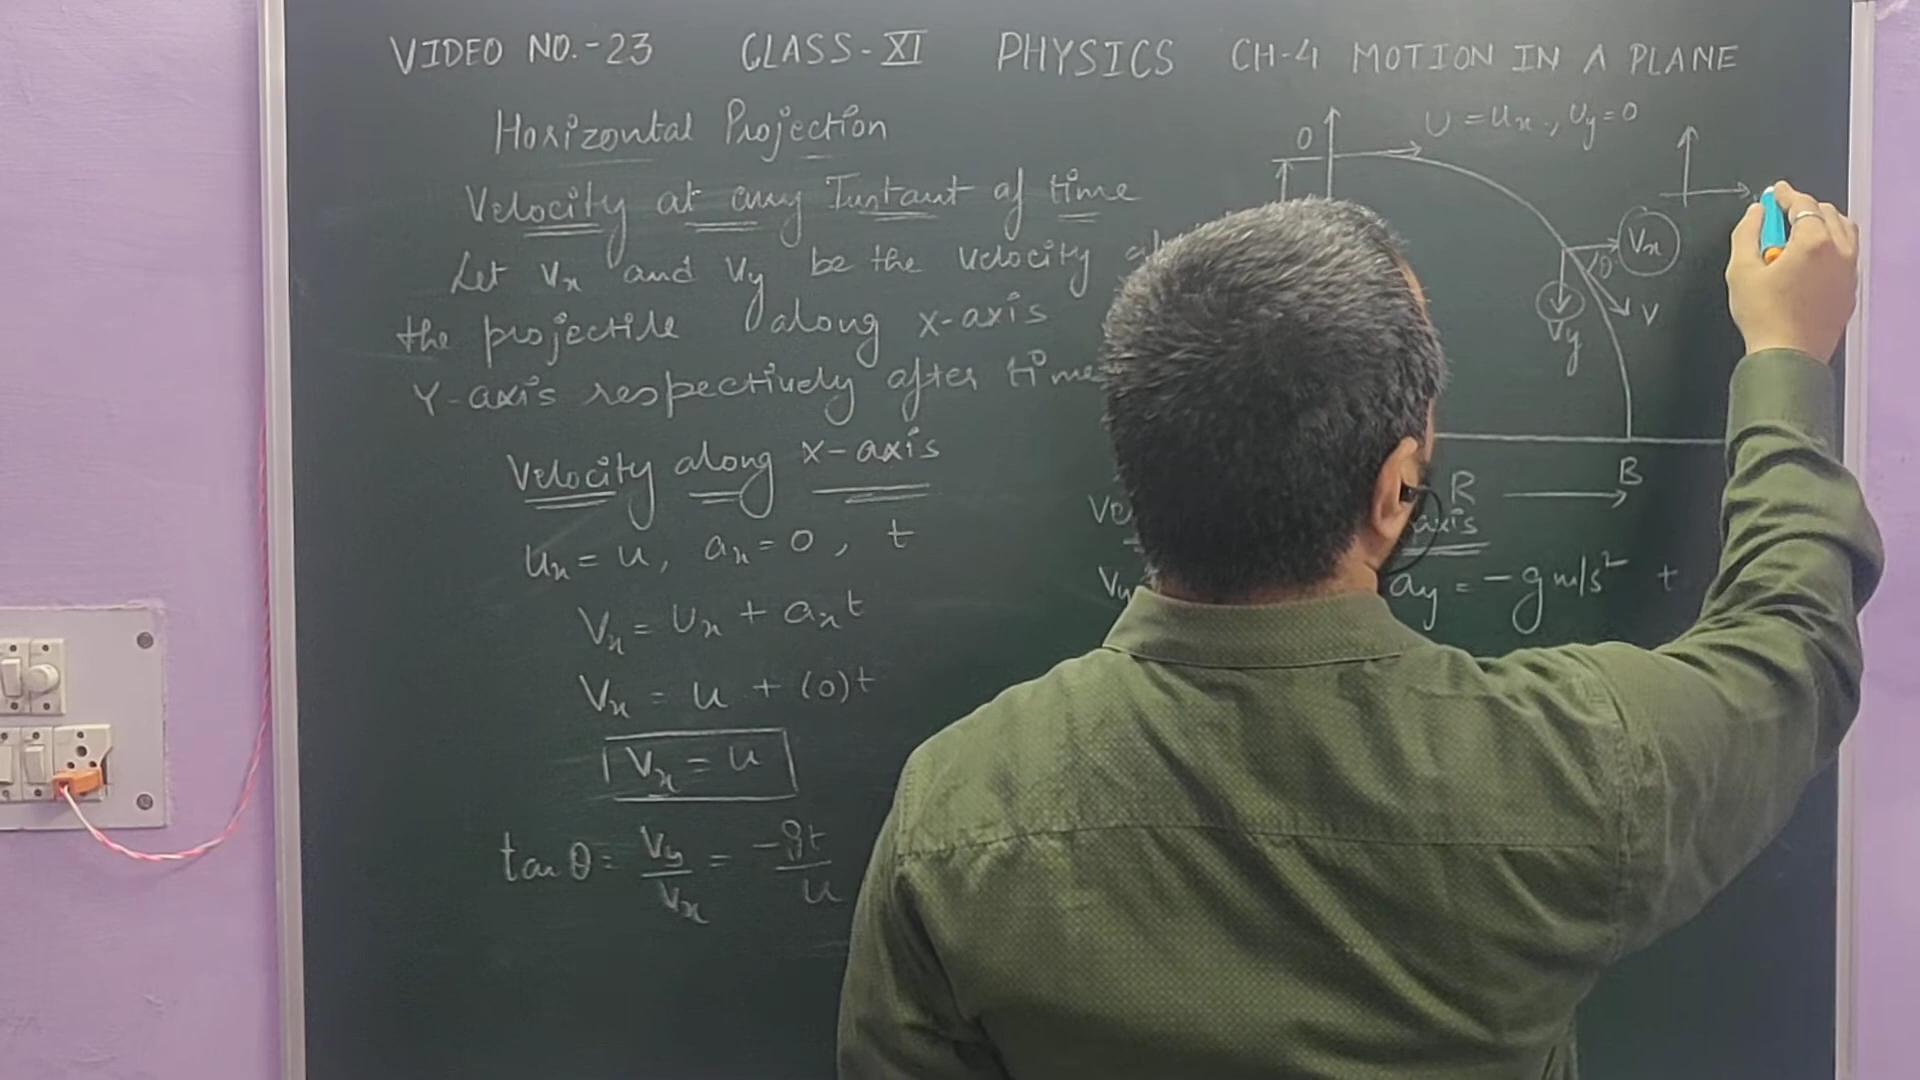 VIDEO NO.-23 CLASS-XI PHYSICS CH-4 MOTION IN A PLANE
Horizontal Projection
Velocity at any Instant of time
Let Vx and Vy be the velocity
the projectile along X-axis
Y-axis respectively after time
Velocity along X-axis
ux = u, ax = 0, t
Vx = Ux + axt
Vx = u + (0)t
Vx = u
tan θ = Vy/Vx = -gt/u
O
U = Ux., Uy = 0
Vx
θ
V
Vy
R
B
axis
ay = -g m/s² t